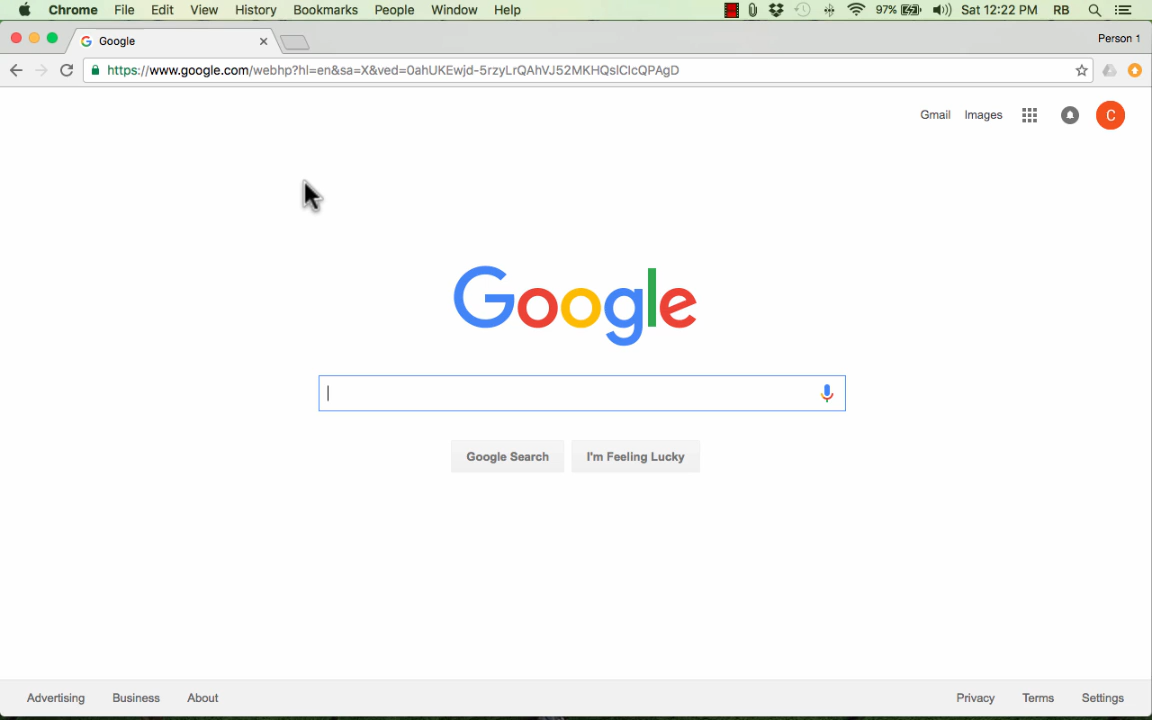 Chrome File Edit View History Bookmarks People Window Help 97% Sat 12:22 PM RB
Google Person 1
https://www.google.com/webhp?hl=en&sa=X&ved=0ahUKEwjd-5rzyLrQAhVJ52MKHQslCIcQPAgD
Gmail Images C
Google
Google Search I'm Feeling Lucky
Advertising Business About Privacy Terms Settings